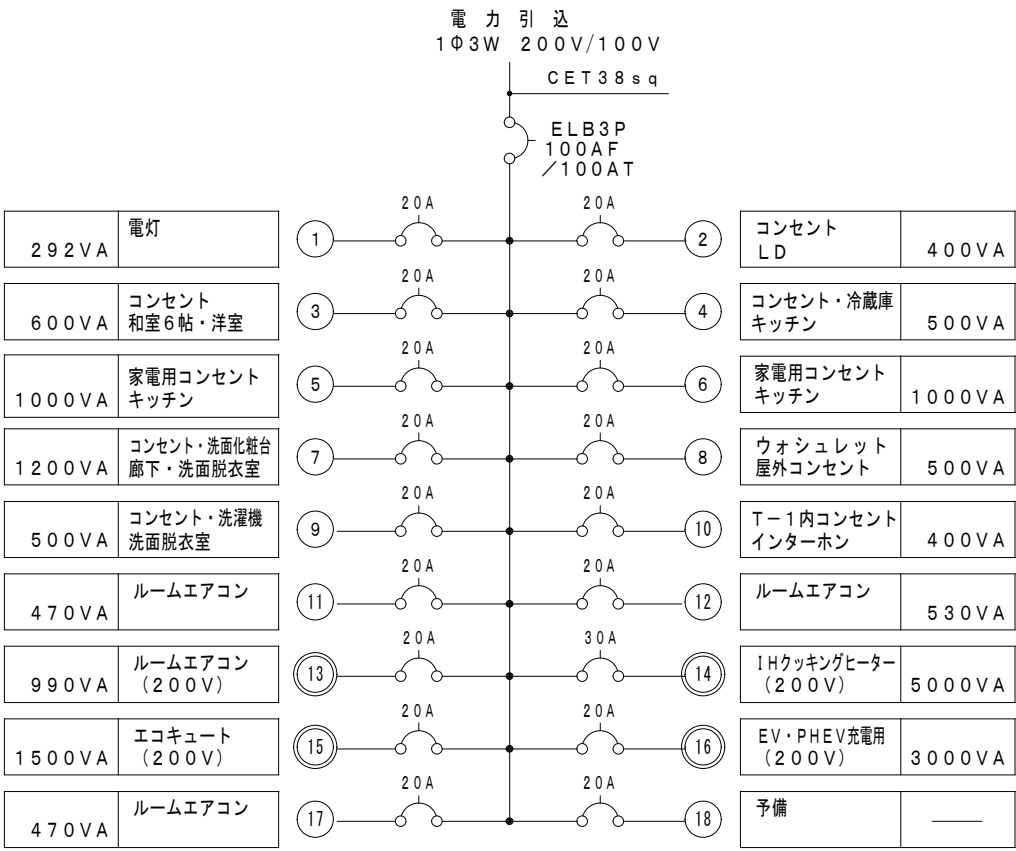 電力引込
1Φ3W 200V/100V
CET38sq
ELB3P
100AF
/100AT
20A
20A
292VA
電灯
1
2
コンセント
LD
400VA
20A
20A
600VA
コンセント
和室6帖・洋室
3
4
コンセント・冷蔵庫
キッチン
500VA
20A
20A
1000VA
家電用コンセント
キッチン
5
6
家電用コンセント
キッチン
1000VA
20A
20A
1200VA
コンセント・洗面化粧台
廊下・洗面脱衣室
7
8
ウォシュレット
屋外コンセント
500VA
20A
20A
500VA
コンセント・洗濯機
洗面脱衣室
9
10
T-1内コンセント
インターホン
400VA
20A
20A
470VA
ルームエアコン
11
12
ルームエアコン
530VA
20A
30A
990VA
ルームエアコン
(200V)
13
14
IHクッキングヒーター
(200V)
5000VA
20A
20A
1500VA
エコキュート
(200V)
15
16
EV・PHEV充電用
(200V)
3000VA
20A
20A
470VA
ルームエアコン
17
18
予備